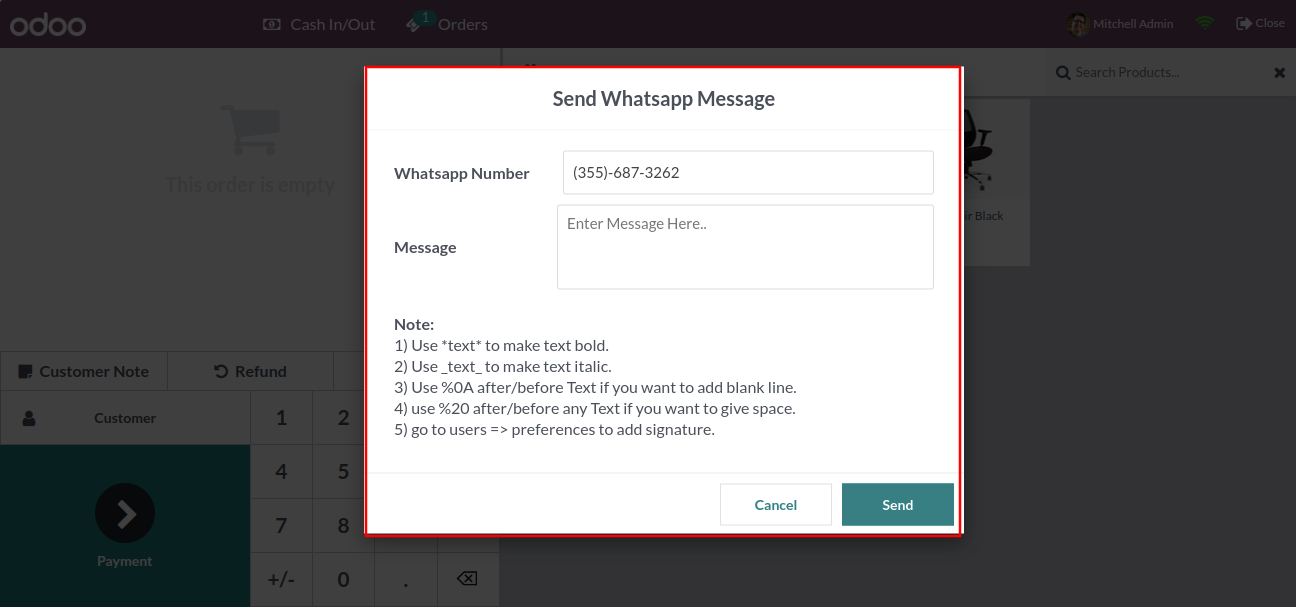 odoo
Cash In/Out
1
Orders
Mitchell Admin
Close
Search Products...
This order is empty
Send Whatsapp Message
Whatsapp Number
(355)-687-3262
Message
Enter Message Here..
Note:
1) Use *text* to make text bold.
2) Use _text_ to make text italic.
3) Use %0A after/before Text if you want to add blank line.
4) use %20 after/before any Text if you want to give space.
5) go to users => preferences to add signature.
Cancel
Send
Black
Customer Note
Refund
Customer
1 2
4 5
7 8
+/- 0 .
Payment